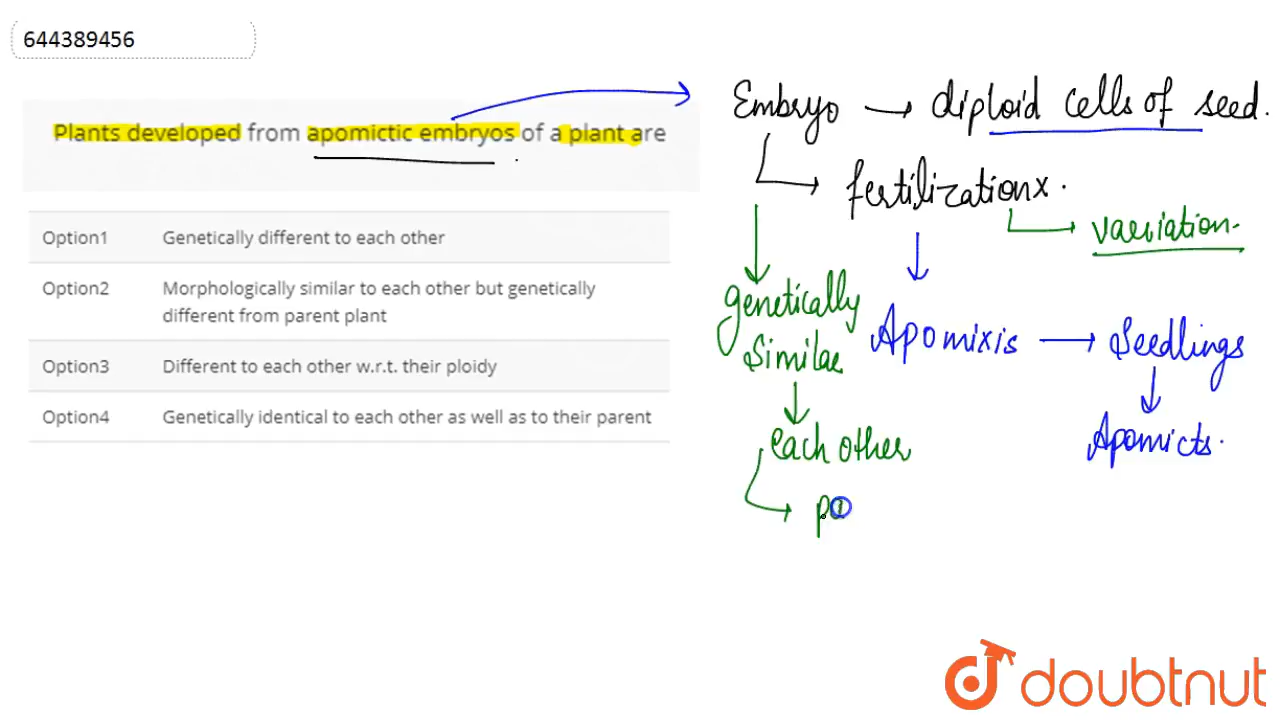 644389456
Plants developed from apomictic embryos of a plant are
Option1 Genetically different to each other
Option2 Morphologically similar to each other but genetically
different from parent plant
Option3 Different to each other w.r.t. their ploidy
Option4 Genetically identical to each other as well as to their parent
Embryo → diploid cells of seed.
fertilization x.
variation.
genetically
similar
Apomixis → Seedlings
each other
Apomicts.
pa
doubtnut